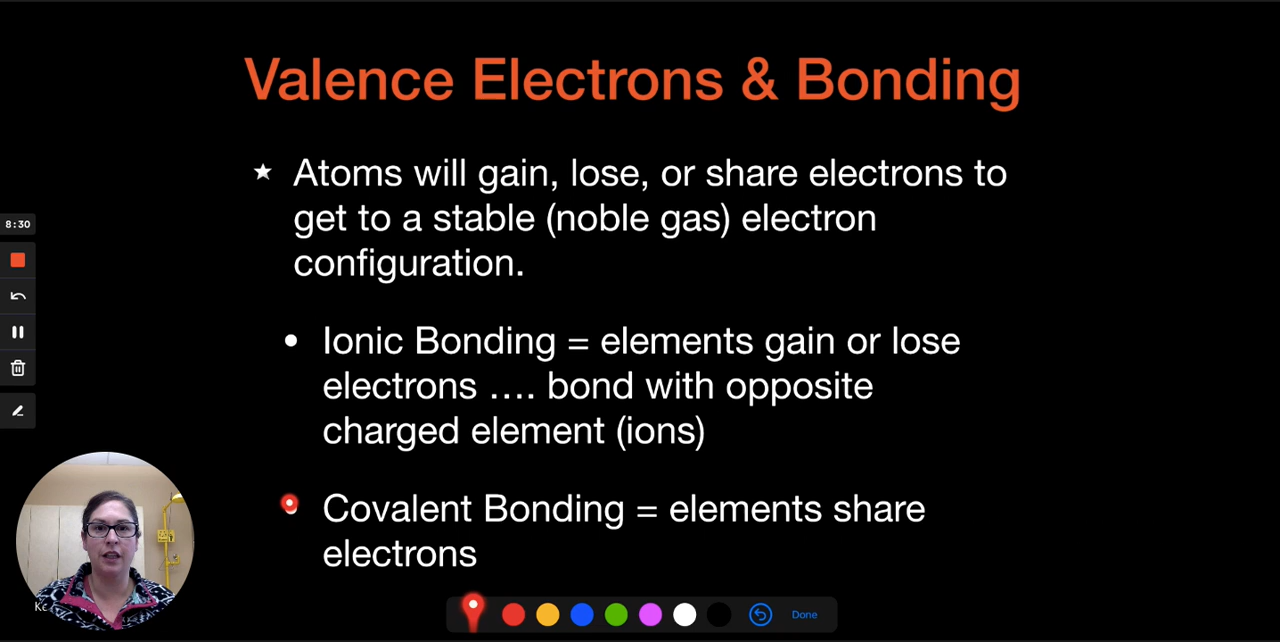 Valence Electrons & Bonding
★ Atoms will gain, lose, or share electrons to
get to a stable (noble gas) electron
configuration.
8:30
• Ionic Bonding = elements gain or lose
electrons .... bond with opposite
charged element (ions)
Covalent Bonding = elements share
electrons
Done